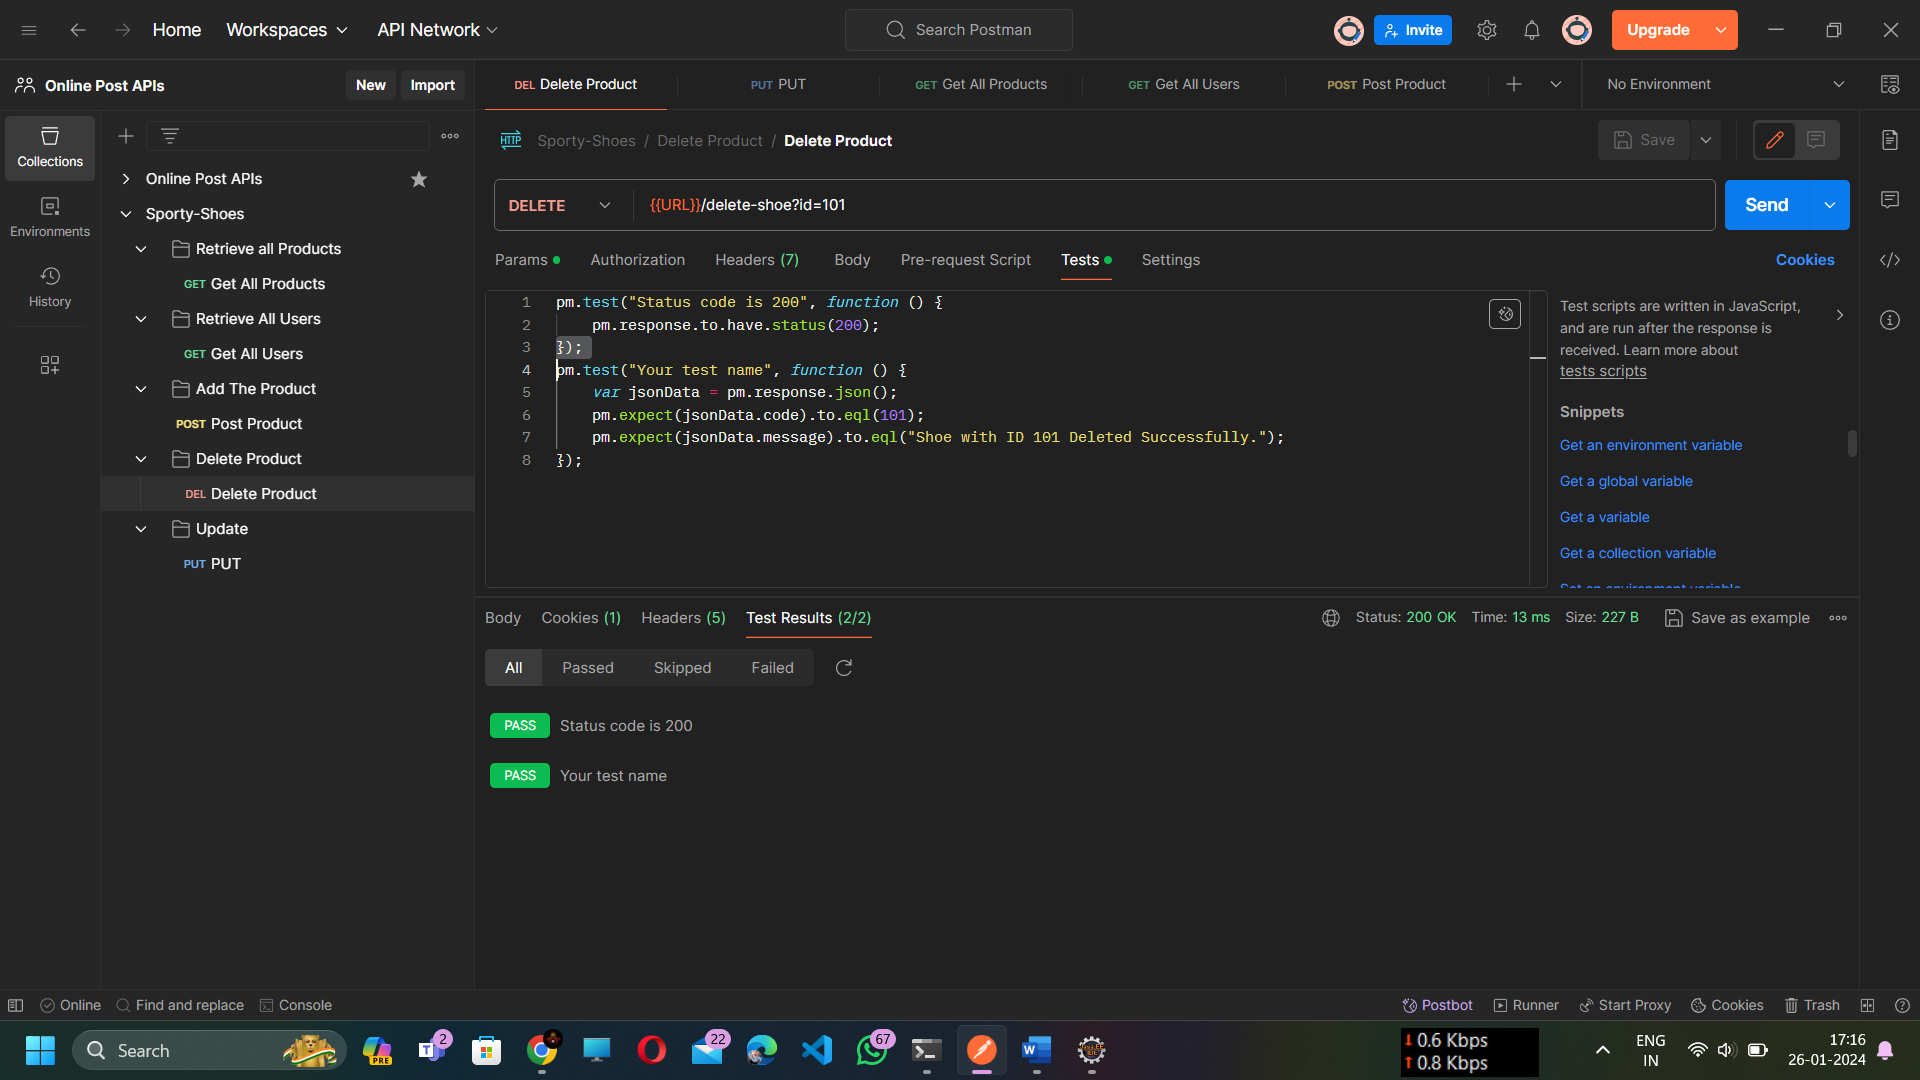 Home Workspaces API Network Search Postman Invite Upgrade
Online Post APIs New Import
DEL Delete Product PUT PUT GET Get All Products GET Get All Users POST Post Product No Environment
Collections
Environments
History
Online Post APIs
Sporty-Shoes
Retrieve all Products
GET Get All Products
Retrieve All Users
GET Get All Users
Add The Product
POST Post Product
Delete Product
DEL Delete Product
Update
PUT PUT
HTTP Sporty-Shoes / Delete Product / Delete Product Save
DELETE {{URL}}/delete-shoe?id=101 Send
Params Authorization Headers (7) Body Pre-request Script Tests Settings Cookies
1 pm.test("Status code is 200", function () {
2 pm.response.to.have.status(200);
3 });
4 pm.test("Your test name", function () {
5 var jsonData = pm.response.json();
6 pm.expect(jsonData.code).to.eql(101);
7 pm.expect(jsonData.message).to.eql("Shoe with ID 101 Deleted Successfully.");
8 });
Test scripts are written in JavaScript,
and are run after the response is
received. Learn more about
tests scripts
Snippets
Get an environment variable
Get a global variable
Get a variable
Get a collection variable
Set an environment variable
Body Cookies (1) Headers (5) Test Results (2/2) Status: 200 OK Time: 13 ms Size: 227 B Save as example
All Passed Skipped Failed
PASS Status code is 200
PASS Your test name
Online Find and replace Console Postbot Runner Start Proxy Cookies Trash
Search PRE 2 22 67
0.6 Kbps
0.8 Kbps
ENG
IN
17:16
26-01-2024